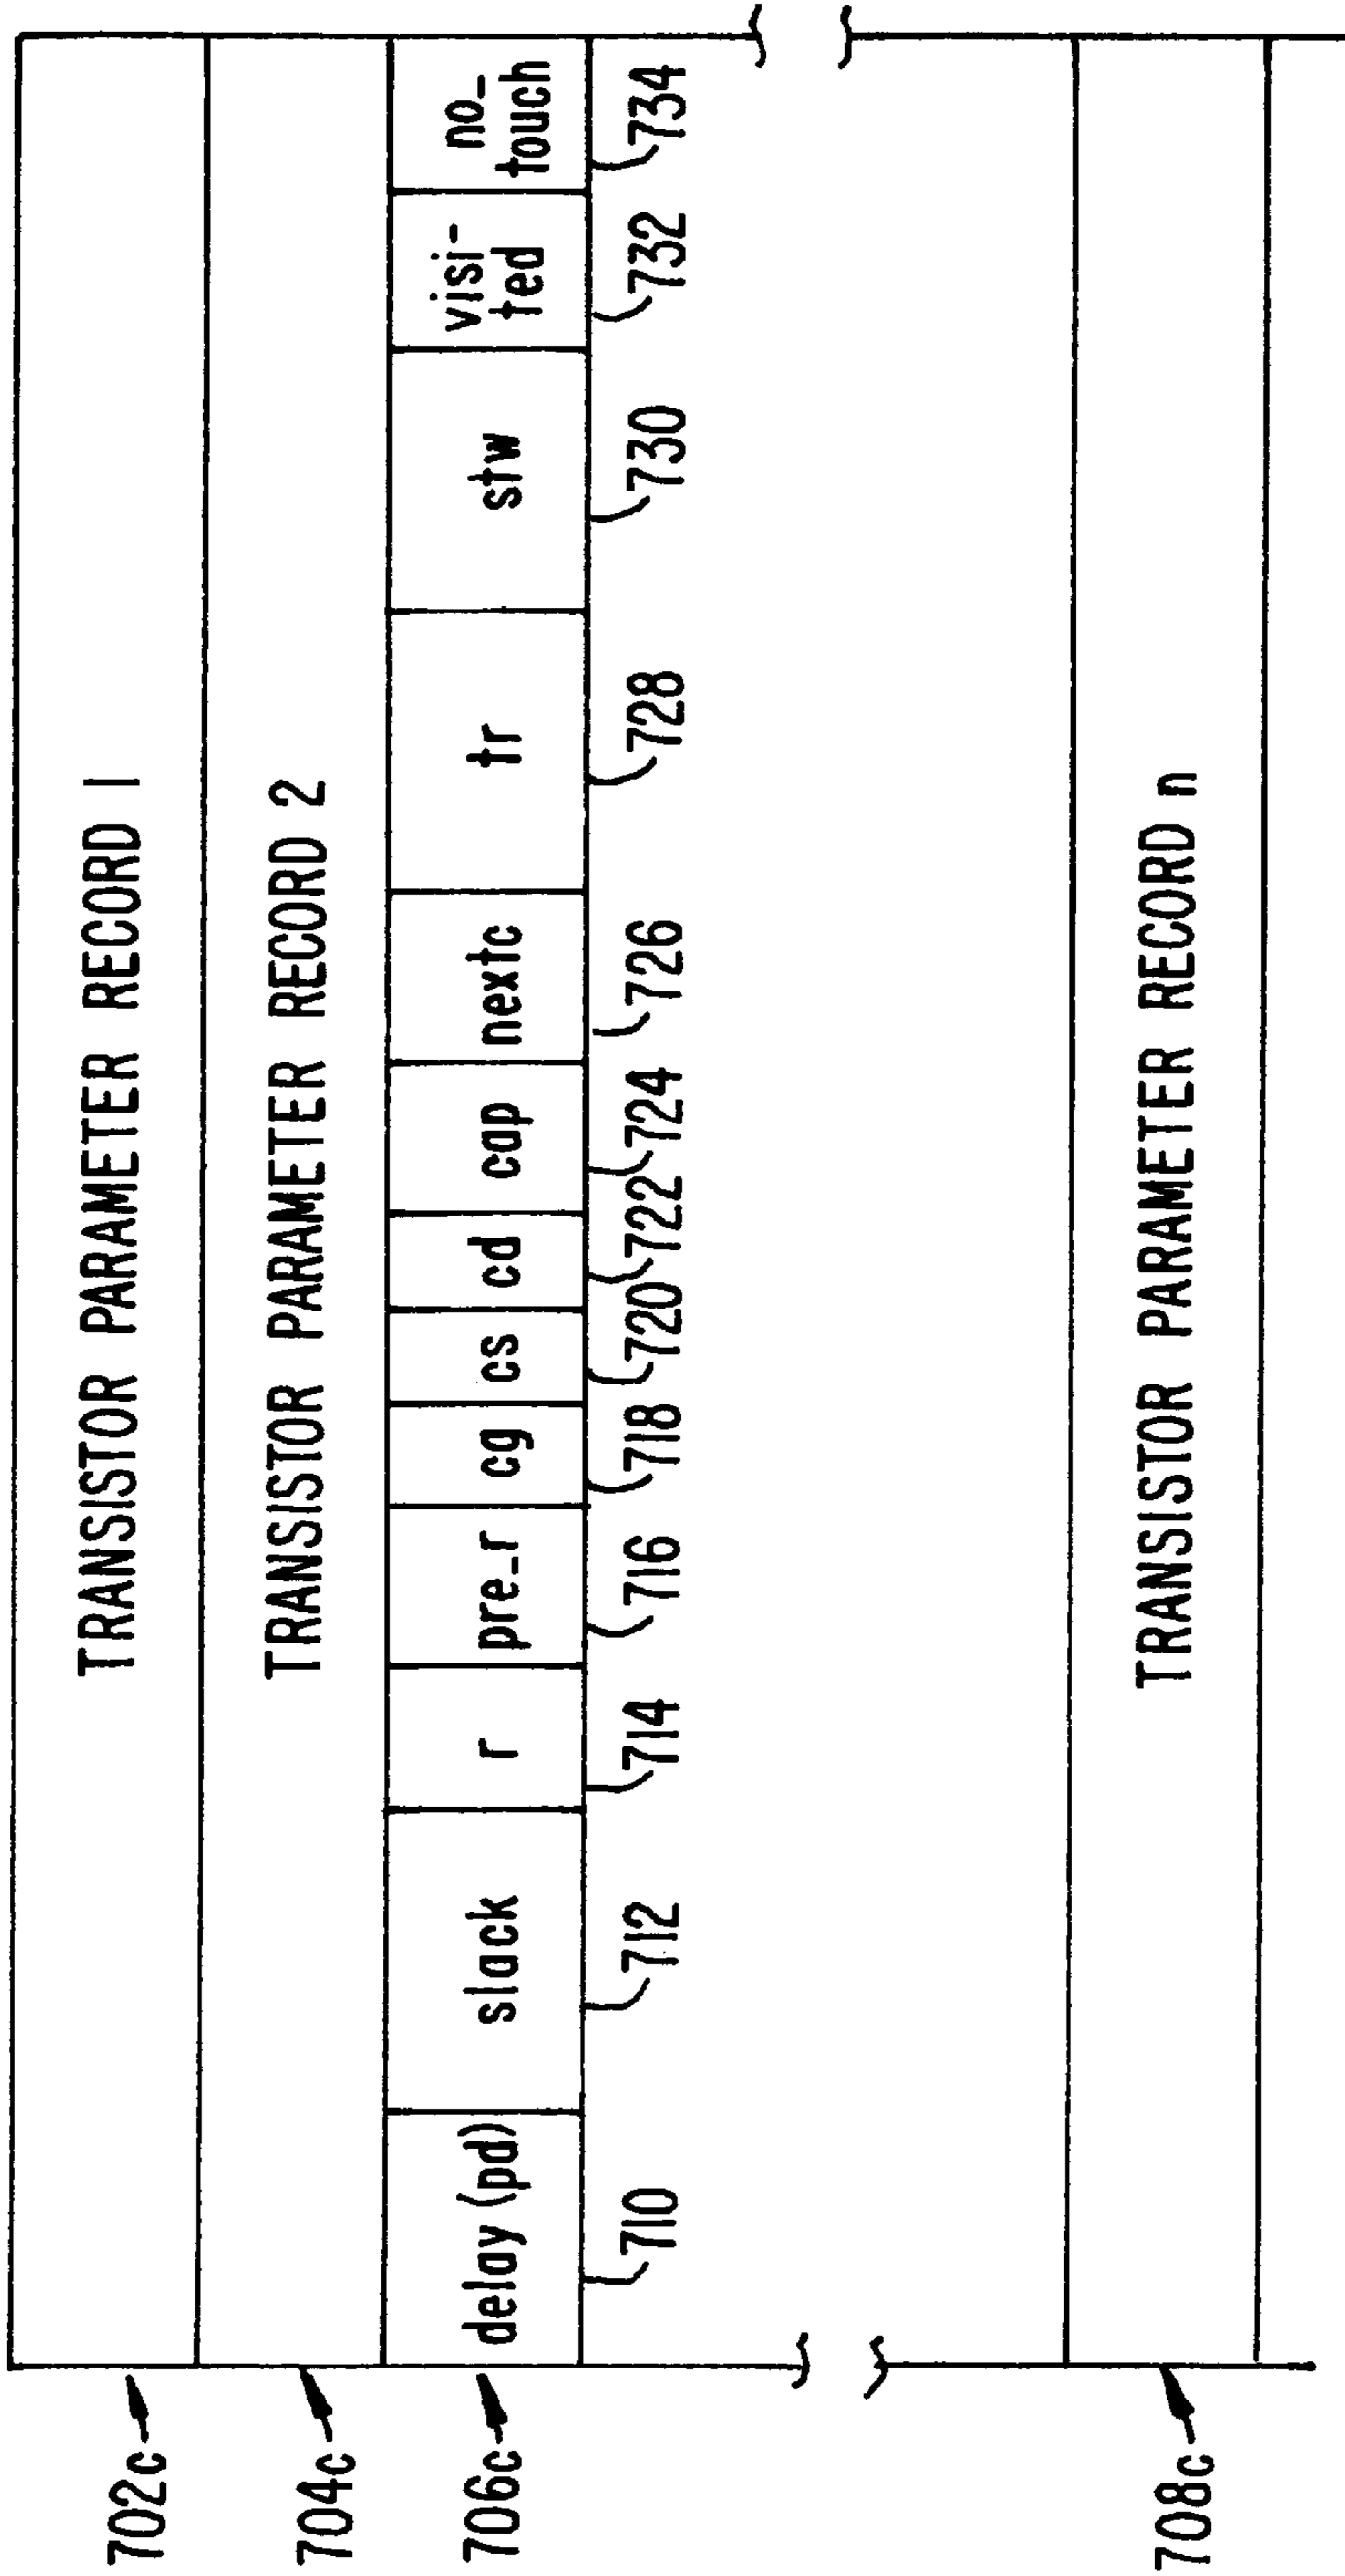 702c
TRANSISTOR PARAMETER RECORD 1
704c
TRANSISTOR PARAMETER RECORD 2
706c
delay (pd)
slack
r
pre_r
cg
cs
cd
cap
nextc
tr
stw
visi-
ted
no_
touch
710
712
714
716
718
720
722
724
726
728
730
732
734
708c
TRANSISTOR PARAMETER RECORD n